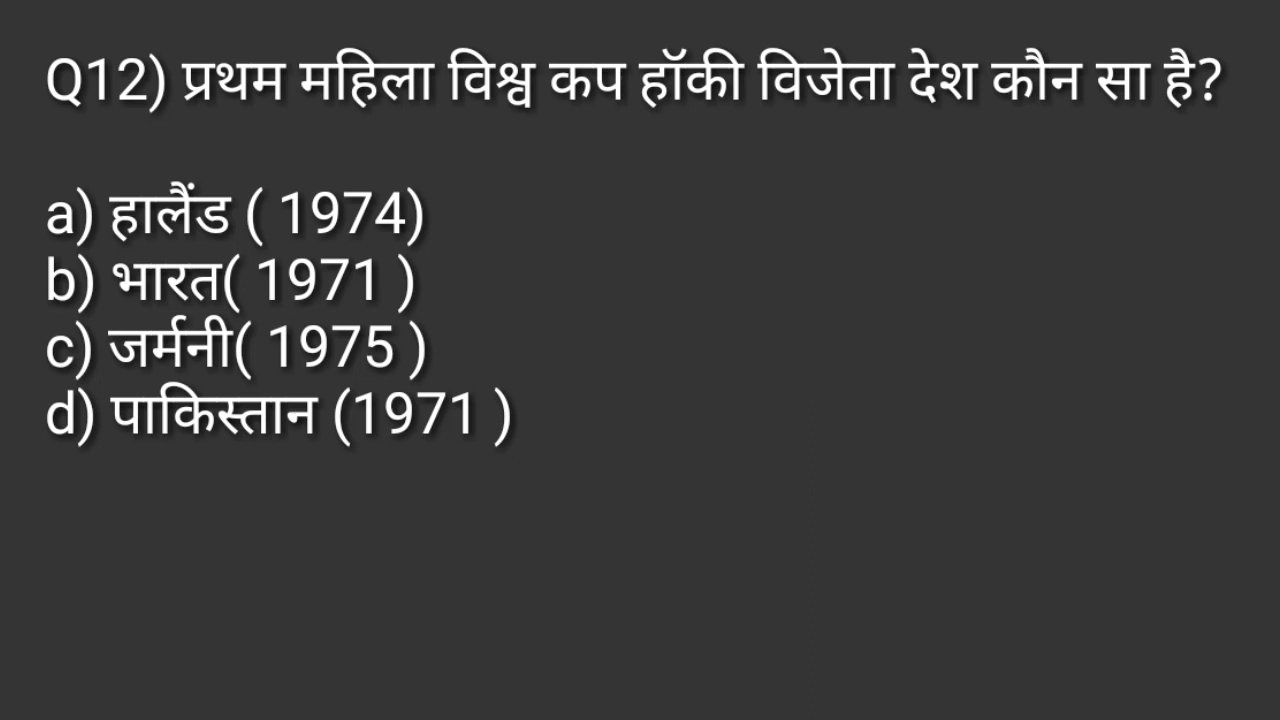 Q12) प्रथम महिला विश्व कप हॉकी विजेता देश कौन सा है?
a) हालैंड ( 1974)
b) भारत( 1971 )
c) जर्मनी( 1975 )
d) पाकिस्तान (1971 )